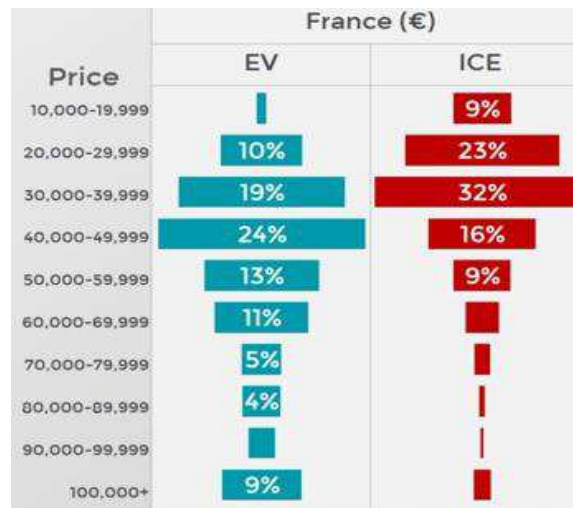 France (€)
Price EV ICE
10,000-19,999 9%
20,000-29,999 10% 23%
30,000-39,999 19% 32%
40,000-49,999 24% 16%
50,000-59,999 13% 9%
60,000-69,999 11%
70,000-79,999 5%
80,000-89,999 4%
90,000-99,999
100,000+ 9%